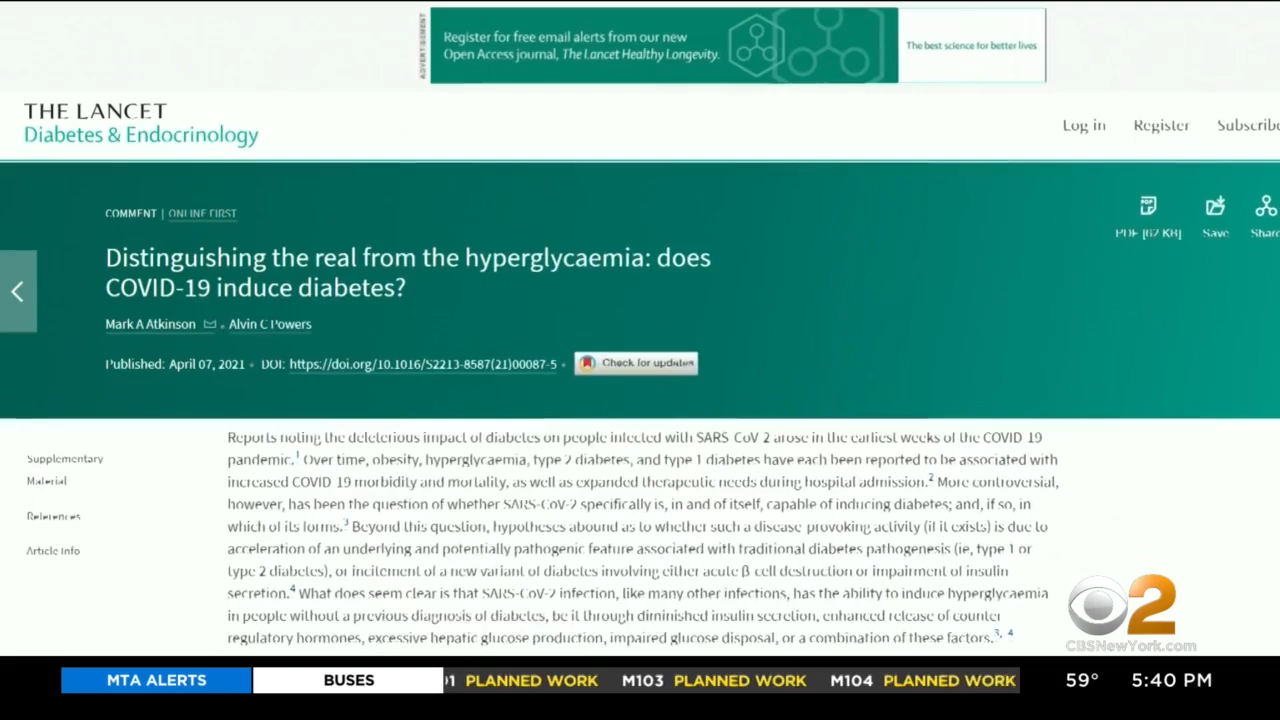 ADVERTISEMENT
Register for free email alerts from our new
Open Access journal, The Lancet Healthy Longevity.
The best science for better lives
THE LANCET
Diabetes & Endocrinology
Log in Register Subscribe
COMMENT | ONLINE FIRST
PDF [62 KB] Save Share
Distinguishing the real from the hyperglycaemia: does
COVID-19 induce diabetes?
Mark A Atkinson • Alvin C Powers
Published: April 07, 2021 • DOI: https://doi.org/10.1016/S2213-8587(21)00087-5 • Check for updates
Supplementary
Material
References
Article Info
Reports noting the deleterious impact of diabetes on people infected with SARS-CoV-2 arose in the earliest weeks of the COVID-19
pandemic.1 Over time, obesity, hyperglycaemia, type 2 diabetes, and type 1 diabetes have each been reported to be associated with
increased COVID-19 morbidity and mortality, as well as expanded therapeutic needs during hospital admission.2 More controversial,
however, has been the question of whether SARS-CoV-2 specifically is, in and of itself, capable of inducing diabetes; and, if so, in
which of its forms.3 Beyond this question, hypotheses abound as to whether such a disease-provoking activity (if it exists) is due to
acceleration of an underlying and potentially pathogenic feature associated with traditional diabetes pathogenesis (ie, type 1 or
type 2 diabetes), or incitement of a new variant of diabetes involving either acute β-cell destruction or impairment of insulin
secretion.4 What does seem clear is that SARS-CoV-2 infection, like many other infections, has the ability to induce hyperglycaemia
in people without a previous diagnosis of diabetes, be it through diminished insulin secretion, enhanced release of counter-
regulatory hormones, excessive hepatic glucose production, impaired glucose disposal, or a combination of these factors.3, 4
2
CBSNewYork.com
MTA ALERTS BUSES 01 PLANNED WORK M103 PLANNED WORK M104 PLANNED WORK 59° 5:40 PM